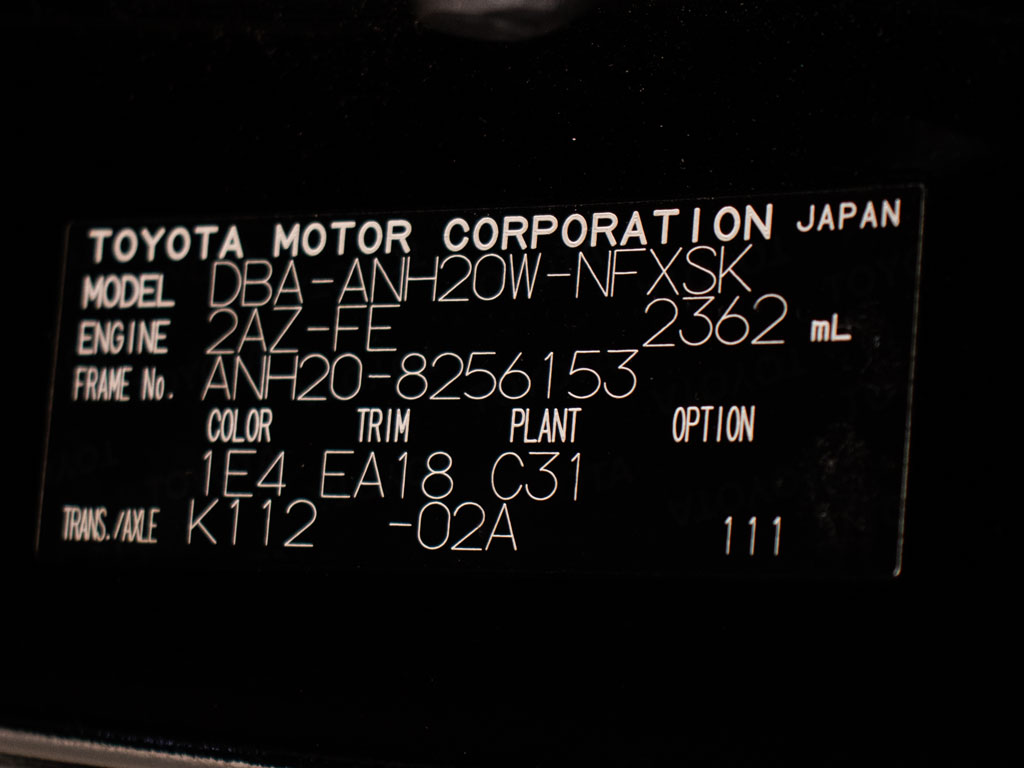 TOYOTA MOTOR CORPORATION JAPAN
MODEL DBA-ANH20W-NFXSK
ENGINE 2AZ-FE 2362 mL
FRAME No. ANH20-8256153
COLOR TRIM PLANT OPTION
1E4 EA18 C31
TRANS./AXLE K112 -02A 111